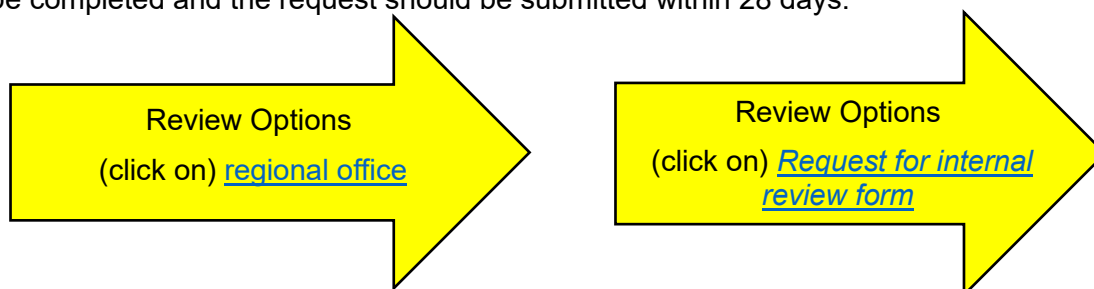 be completed and the request should be submitted within 28 days.
Review Options
(click on) regional office
Review Options
(click on) Request for internal
review form